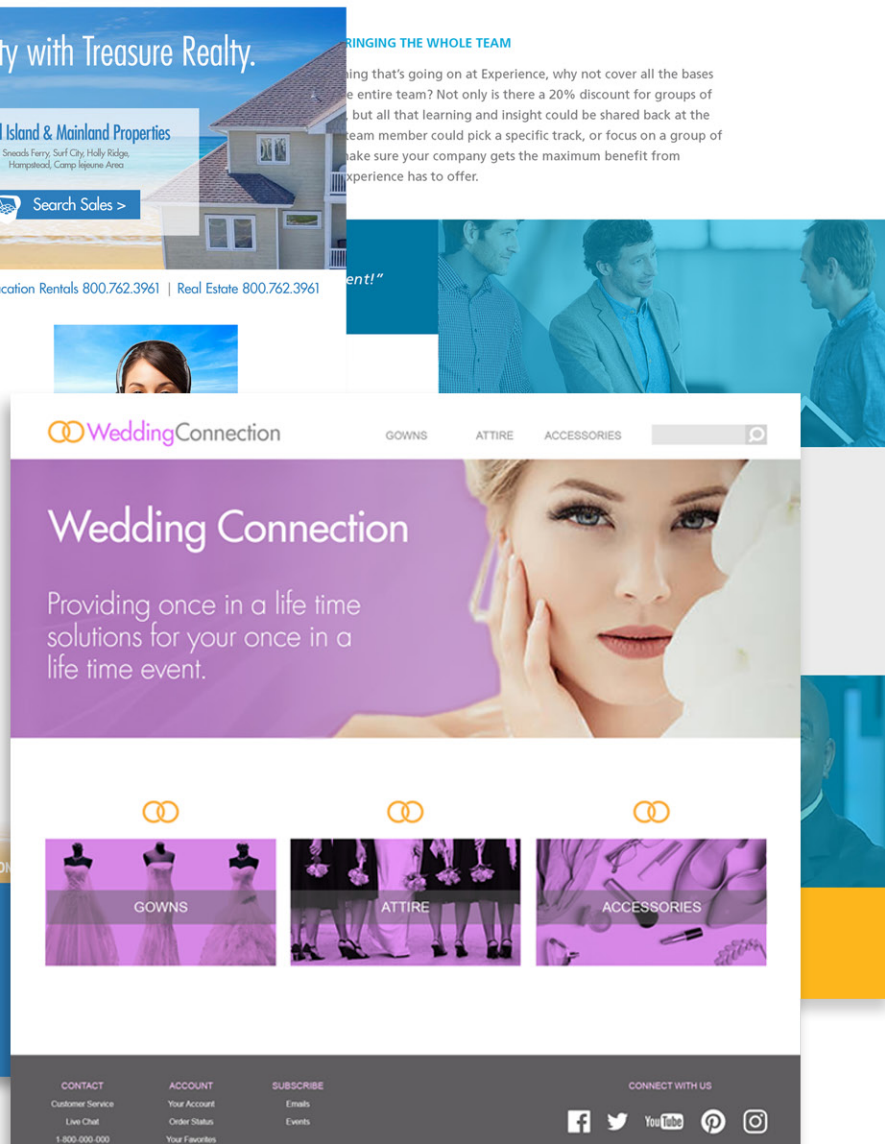 ty with Treasure Realty.
Island & Mainland Properties
Sneads Ferry, Surf City, Holly Ridge,
Hampstead, Camp lejeune Area
Search Sales >
cation Rentals 800.762.3961 | Real Estate 800.762.3961
RINGING THE WHOLE TEAM
ing that's going on at Experience, why not cover all the bases
e entire team? Not only is there a 20% discount for groups of
, but all that learning and insight could be shared back at the
team member could pick a specific track, or focus on a group of
ake sure your company gets the maximum benefit from
xperience has to offer.
ent!”
WeddingConnection
GOWNS ATTIRE ACCESSORIES
Wedding Connection
Providing once in a life time
solutions for your once in a
life time event.
GOWNS ATTIRE ACCESSORIES
CONTACT ACCOUNT SUBSCRIBE CONNECT WITH US
Customer Service Your Account Emails
Live Chat Order Status Events
1-800-000-000 Your Favorites
You Tube